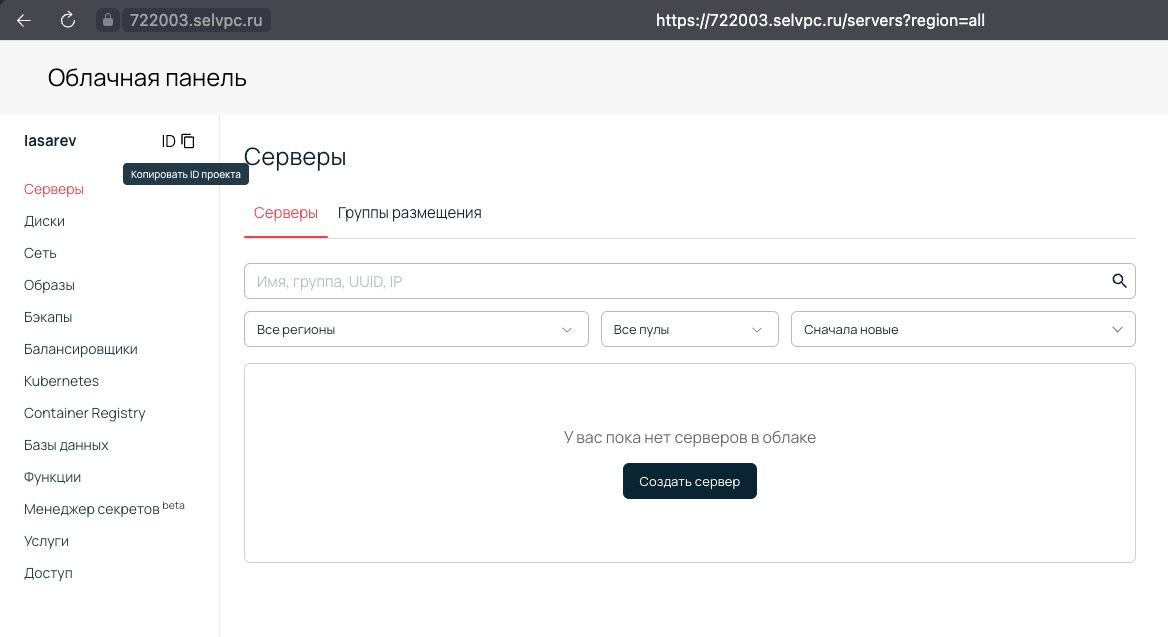 722003.selvpc.ru
https://722003.selvpc.ru/servers?region=all
Облачная панель
lasarev
ID
Копировать ID проекта
Серверы
Диски
Сеть
Образы
Бэкапы
Балансировщики
Kubernetes
Container Registry
Базы данных
Функции
Менеджер секретов beta
Услуги
Доступ
Серверы
Серверы
Группы размещения
Имя, группа, UUID, IP
Все регионы
Все пулы
Сначала новые
У вас пока нет серверов в облаке
Создать сервер